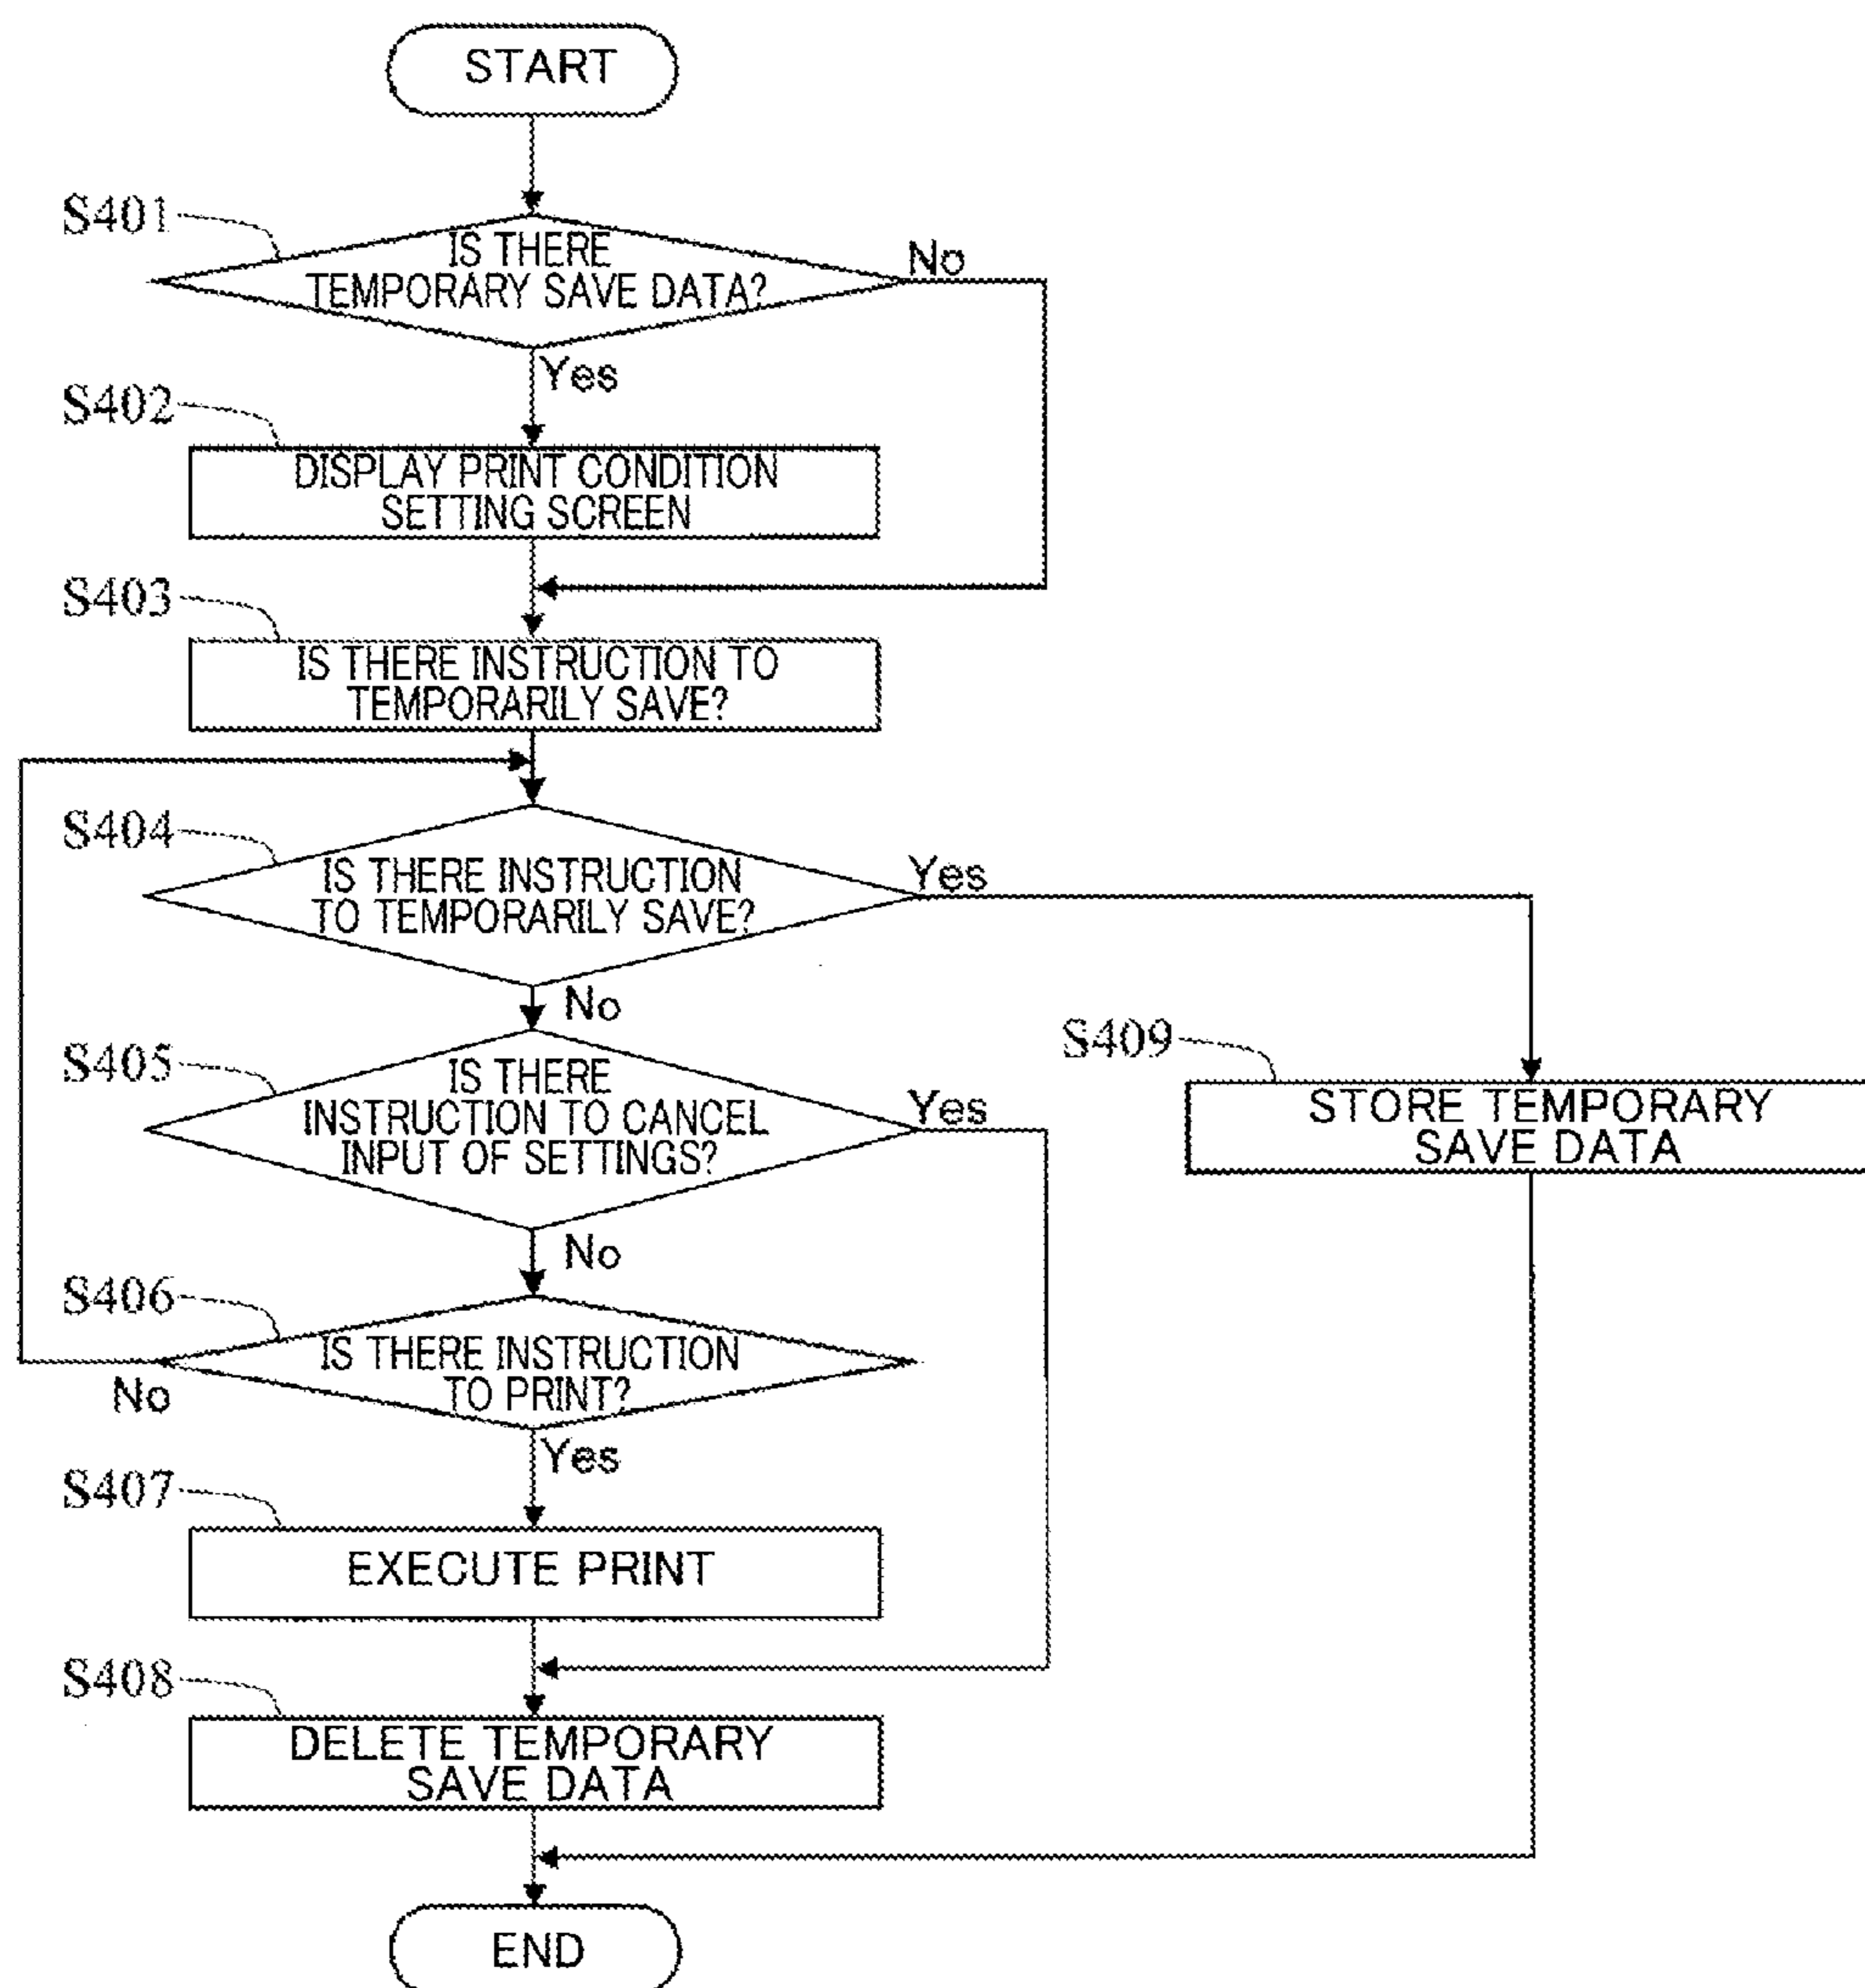 START
S401
IS THERE
TEMPORARY SAVE DATA?
No
Yes
S402
DISPLAY PRINT CONDITION
SETTING SCREEN
S403
IS THERE INSTRUCTION TO
TEMPORARILY SAVE?
S404
IS THERE INSTRUCTION
TO TEMPORARILY SAVE?
Yes
No
S409
STORE TEMPORARY
SAVE DATA
S405
IS THERE
INSTRUCTION TO CANCEL
INPUT OF SETTINGS?
Yes
No
S406
IS THERE INSTRUCTION
TO PRINT?
No
Yes
S407
EXECUTE PRINT
S408
DELETE TEMPORARY
SAVE DATA
END